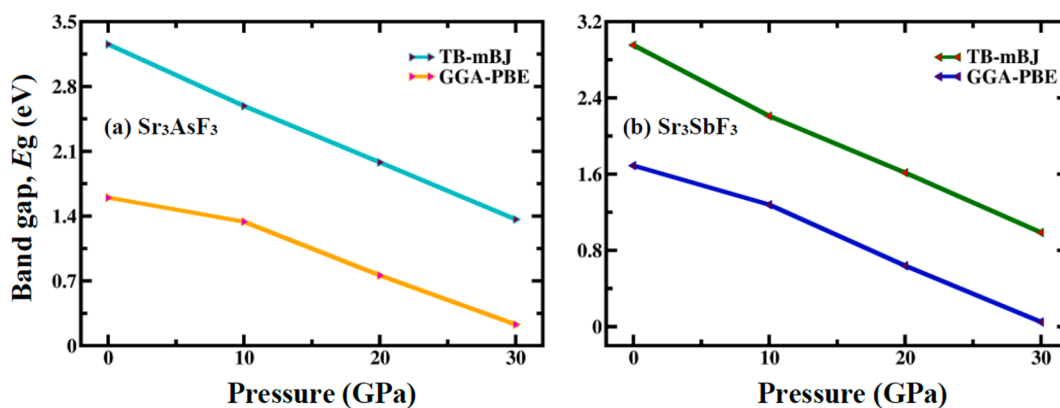 Band gap, Eg (eV)
3.5
2.8
2.1
1.4
0.7
0
TB-mBJ
GGA-PBE
(a) Sr₃AsF₃
0 10 20 30
Pressure (GPa)
3.2
2.4
1.6
0.8
0
TB-mBJ
GGA-PBE
(b) Sr₃SbF₃
0 10 20 30
Pressure (GPa)